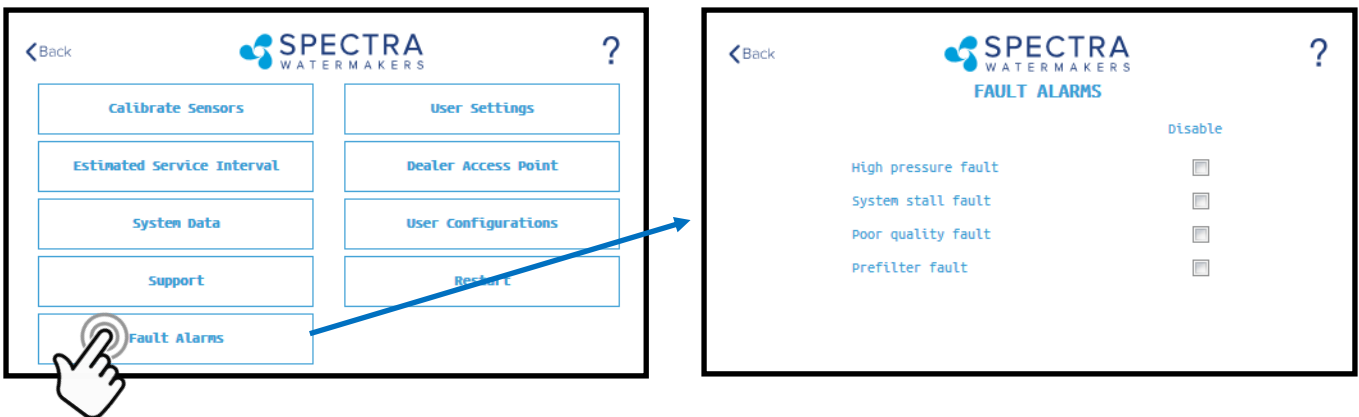 Back
SPECTRA
WATERMAKERS
?
Calibrate Sensors
User Settings
Estimated Service Interval
Dealer Access Point
System Data
User Configurations
Support
Restart
Fault Alarms
Back
SPECTRA
WATERMAKERS
?
FAULT ALARMS
Disable
High pressure fault
System stall fault
Poor quality fault
Prefilter fault